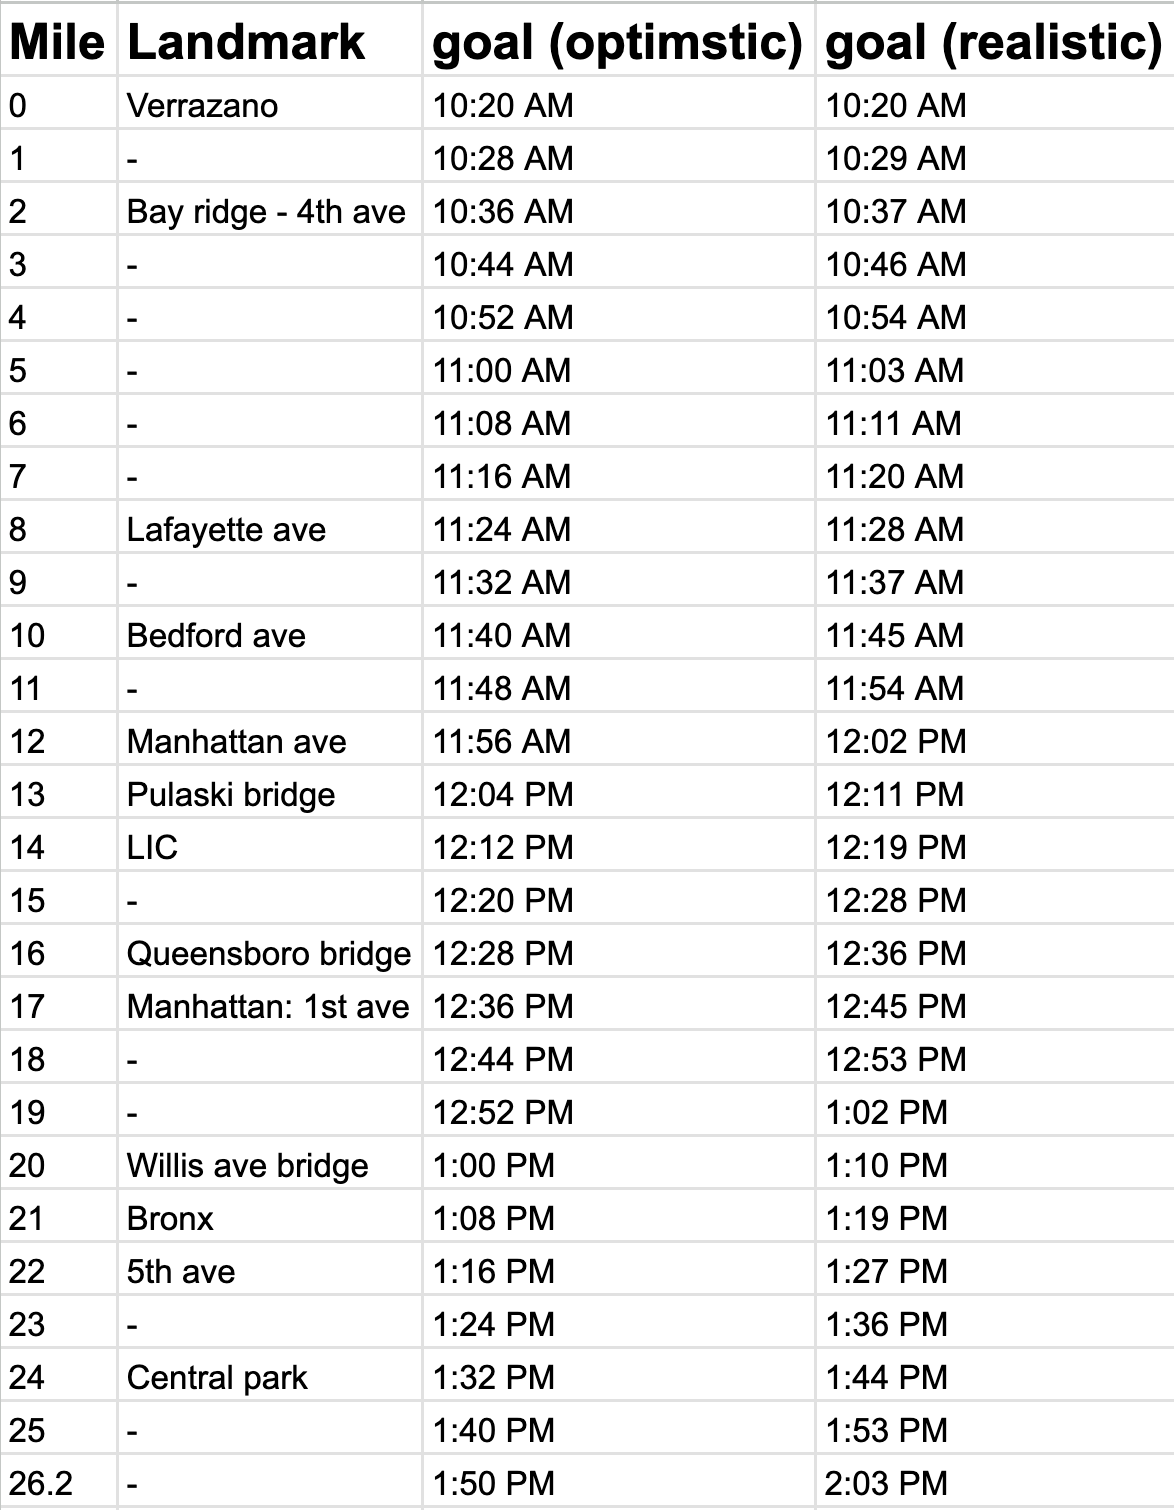 Mile Landmark goal (optimstic) goal (realistic)
0 Verrazano 10:20 AM 10:20 AM
1 - 10:28 AM 10:29 AM
2 Bay ridge - 4th ave 10:36 AM 10:37 AM
3 - 10:44 AM 10:46 AM
4 - 10:52 AM 10:54 AM
5 - 11:00 AM 11:03 AM
6 - 11:08 AM 11:11 AM
7 - 11:16 AM 11:20 AM
8 Lafayette ave 11:24 AM 11:28 AM
9 - 11:32 AM 11:37 AM
10 Bedford ave 11:40 AM 11:45 AM
11 - 11:48 AM 11:54 AM
12 Manhattan ave 11:56 AM 12:02 PM
13 Pulaski bridge 12:04 PM 12:11 PM
14 LIC 12:12 PM 12:19 PM
15 - 12:20 PM 12:28 PM
16 Queensboro bridge 12:28 PM 12:36 PM
17 Manhattan: 1st ave 12:36 PM 12:45 PM
18 - 12:44 PM 12:53 PM
19 - 12:52 PM 1:02 PM
20 Willis ave bridge 1:00 PM 1:10 PM
21 Bronx 1:08 PM 1:19 PM
22 5th ave 1:16 PM 1:27 PM
23 - 1:24 PM 1:36 PM
24 Central park 1:32 PM 1:44 PM
25 - 1:40 PM 1:53 PM
26.2 - 1:50 PM 2:03 PM